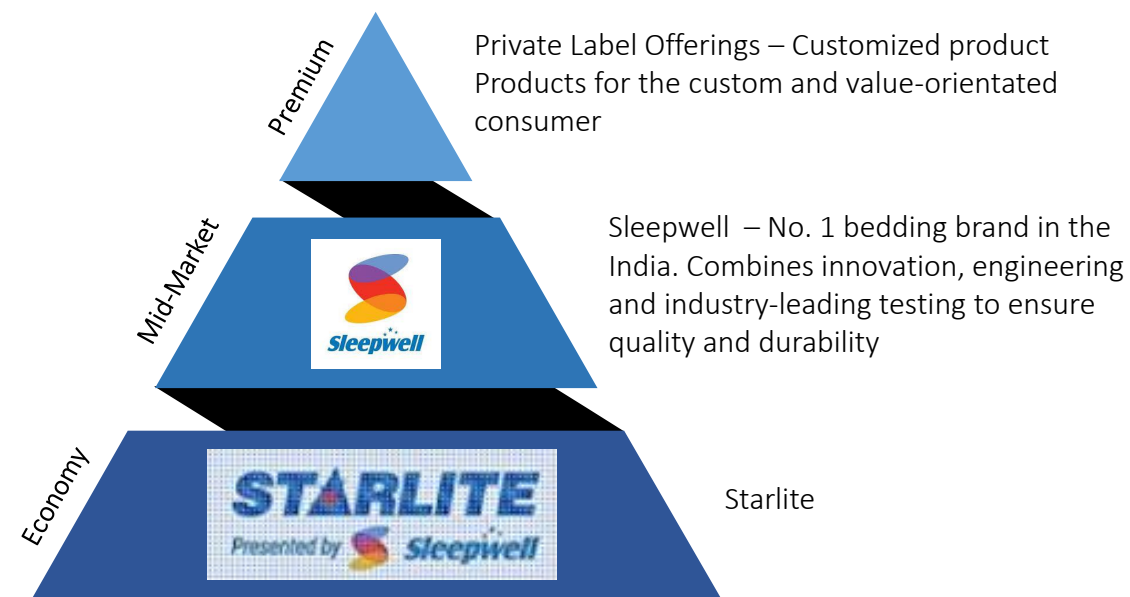 Premium
Private Label Offerings – Customized product
Products for the custom and value-orientated
consumer
Mid-Market
Sleepwell
Sleepwell – No. 1 bedding brand in the
India. Combines innovation, engineering
and industry-leading testing to ensure
quality and durability
Economy
STARLITE
Presented by Sleepwell
Starlite